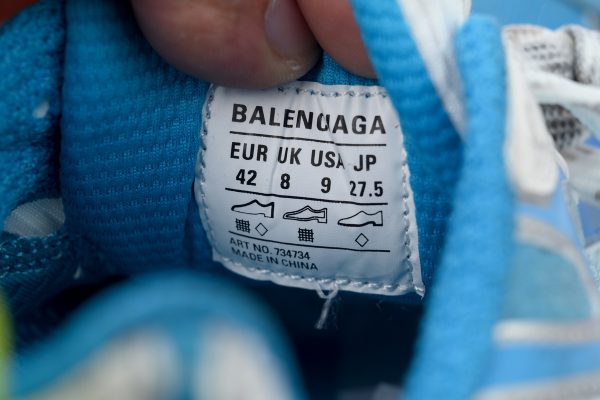 BALENCIAGA
EUR UK USA JP
42 8 9 27.5
ART NO. 734734
MADE IN CHINA